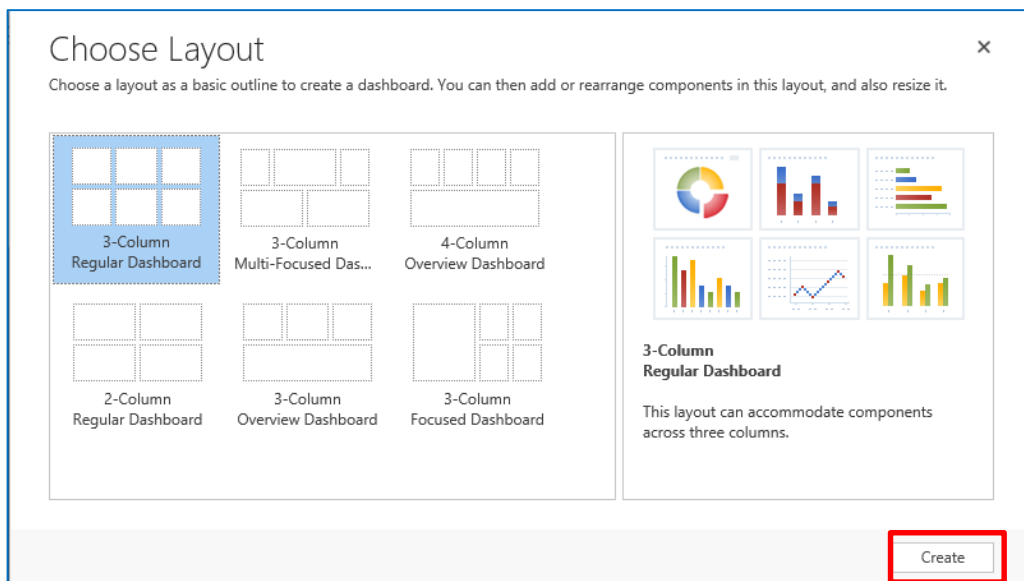 Choose Layout
Choose a layout as a basic outline to create a dashboard. You can then add or rearrange components in this layout, and also resize it.
3-Column
Regular Dashboard
3-Column
Multi-Focused Das...
4-Column
Overview Dashboard
2-Column
Regular Dashboard
3-Column
Overview Dashboard
3-Column
Focused Dashboard
3-Column
Regular Dashboard
This layout can accommodate components
across three columns.
Create